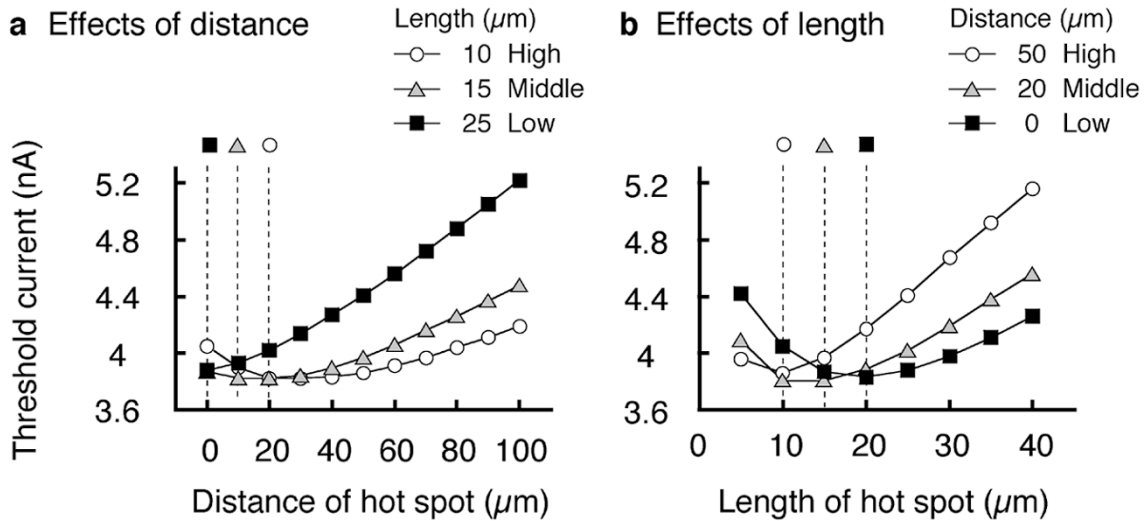 a Effects of distance
Length (μm)
10 High
15 Middle
25 Low
Threshold current (nA)
5.2
4.8
4.4
4
3.6
0 20 40 60 80 100
Distance of hot spot (μm)
b Effects of length
Distance (μm)
50 High
20 Middle
0 Low
5.2
4.8
4.4
4
3.6
0 10 20 30 40
Length of hot spot (μm)